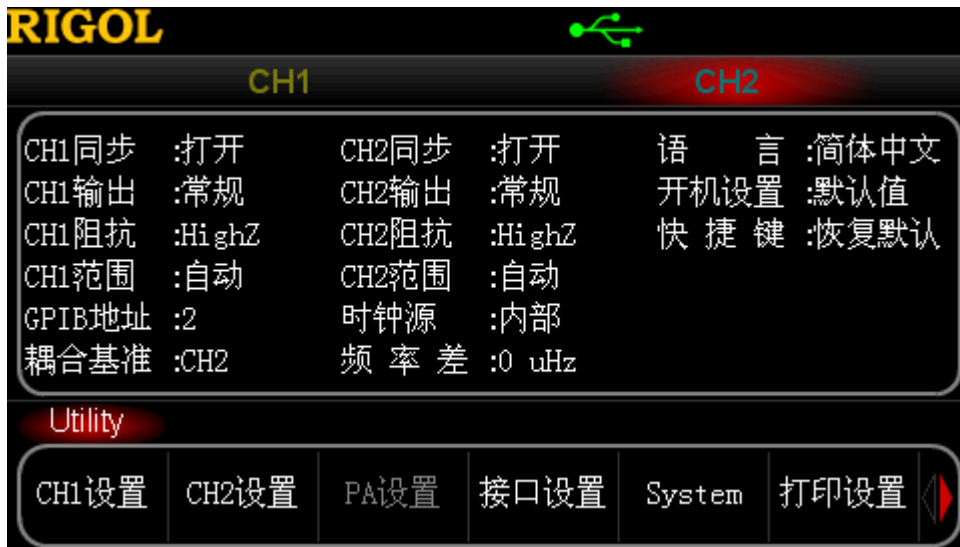 RIGOL
CH1 CH2
CH1同步 :打开 CH2同步 :打开 语 言 :简体中文
CH1输出 :常规 CH2输出 :常规 开机设置 :默认值
CH1阻抗 :HighZ CH2阻抗 :HighZ 快 捷 键 :恢复默认
CH1范围 :自动 CH2范围 :自动
GPIB地址 :2 时钟源 :内部
耦合基准 :CH2 频 率 差 :0 uHz
Utility
CH1设置 CH2设置 PA设置 接口设置 System 打印设置